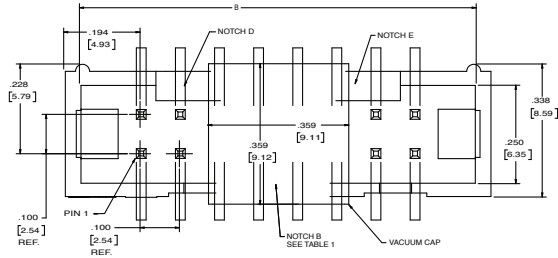 B
.194
[4.93]
NOTCH D
NOTCH E
.228
[5.79]
.338
[8.59]
.359
[9.11]
.359
[9.12]
.250
[6.35]
PIN 1
.100
[2.54]
REF.
.100
[2.54]
REF.
NOTCH B
SEE TABLE 1
VACUUM CAP